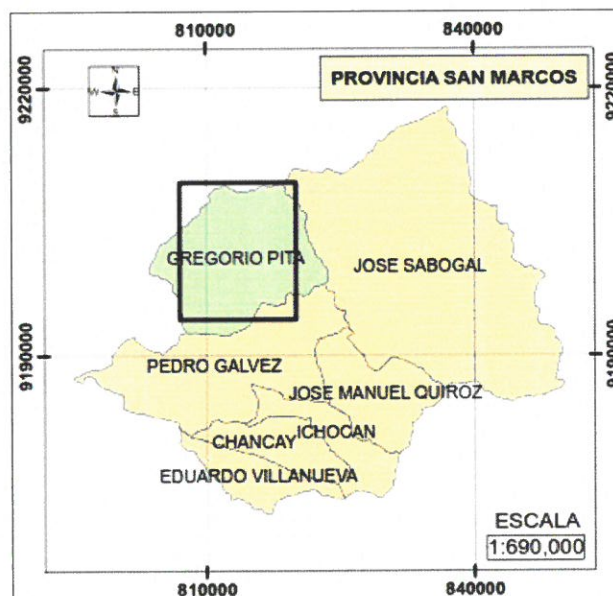 810000
840000
9220000
9220000
N
W E
S
PROVINCIA SAN MARCOS
GREGORIO PITA
JOSE SABOGAL
9190000
9190000
PEDRO GALVEZ
JOSE MANUEL QUIROZ
ICHOCAN
CHANCAY
EDUARDO VILLANUEVA
ESCALA
1:690,000
810000
840000